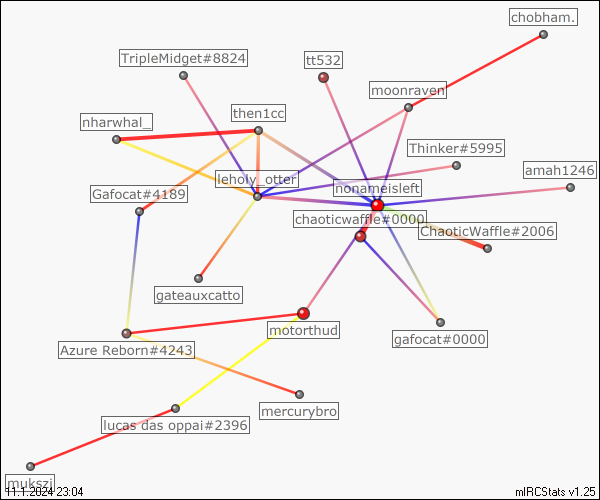 chobham.
TripleMidget#8824
tt532
moonraven
then1cc
nharwhal_
Thinker#5995
amah1246
leholy_otter
nonameisleft
Gafocat#4189
chaoticwaffle#0000
ChaoticWaffle#2006
gateauxcatto
motorthud
gafocat#0000
Azure Reborn#4243
mercurybro
lucas das oppai#2396
mukszi
11.1.2024 23:04
mIRCStats v1.25